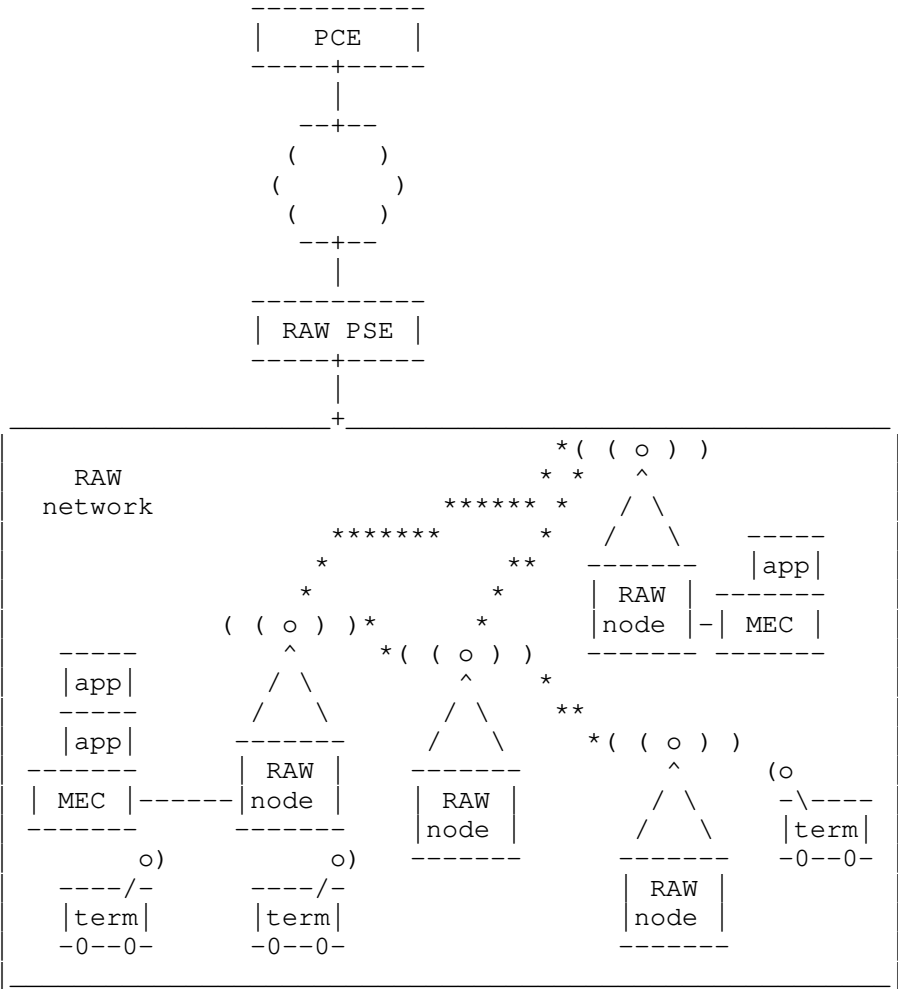 PCE
RAW PSE
RAW
network
app
RAW
node
MEC
app
app
RAW
node
MEC
RAW
node
term
term
term
RAW
node